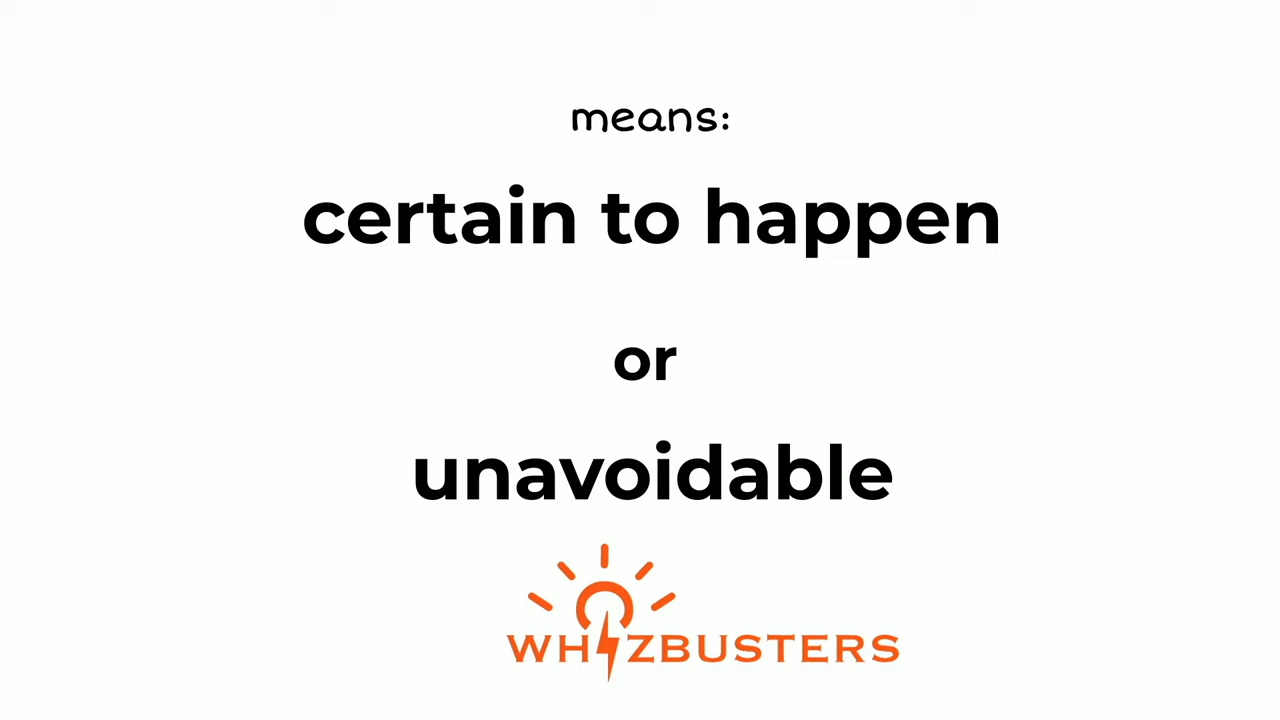 means:
certain to happen
or
unavoidable
WHIZBUSTERS